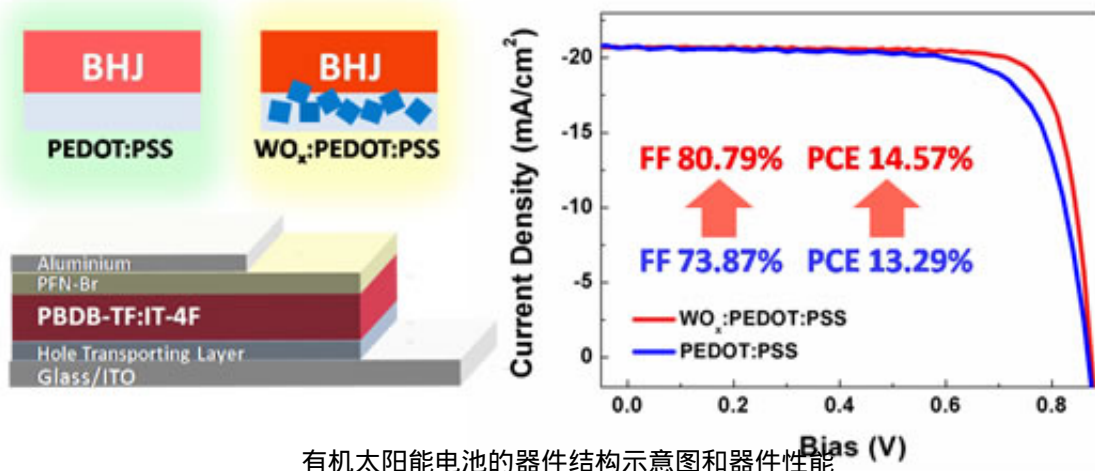 BHJ
PEDOT:PSS
BHJ
WOx:PEDOT:PSS
Aluminium
PFN-Br
PBDB-TF:IT-4F
Hole Transporting Layer
Glass/ITO
Current Density (mA/cm²)
-20
-15
-10
-5
0
FF 80.79% PCE 14.57%
FF 73.87% PCE 13.29%
WOx:PEDOT:PSS
PEDOT:PSS
0.0 0.2 0.4 0.6 0.8
Bias (V)
有机太阳能电池的器件结构示意图和器件性能